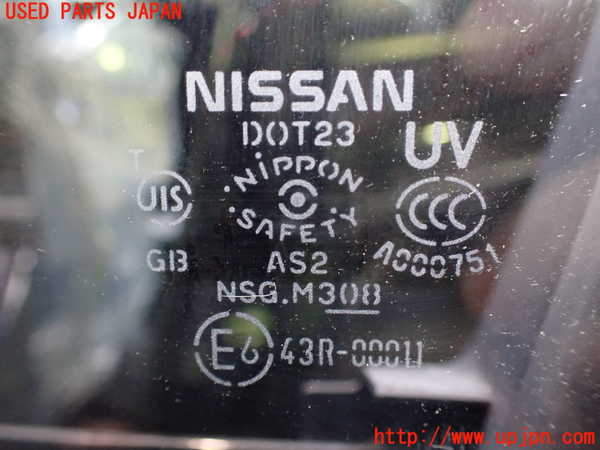 USED PARTS JAPAN
NISSAN
DOT23
UV
T
JIS
NIPPON
SAFETY
CCC
GB
AS2
A000751
NSG.M308
E6
43R-00011
http://www.upjpn.com/